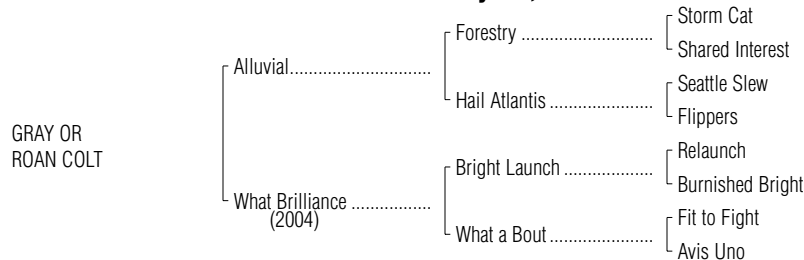 Storm Cat
Forestry ............................
Shared Interest
Alluvial..............................
Seattle Slew
Hail Atlantis ......................
Flippers
GRAY OR
ROAN COLT
Relaunch
Bright Launch ...................
Burnished Bright
What Brilliance .................
(2004)
Fit to Fight
What a Bout ......................
Avis Uno